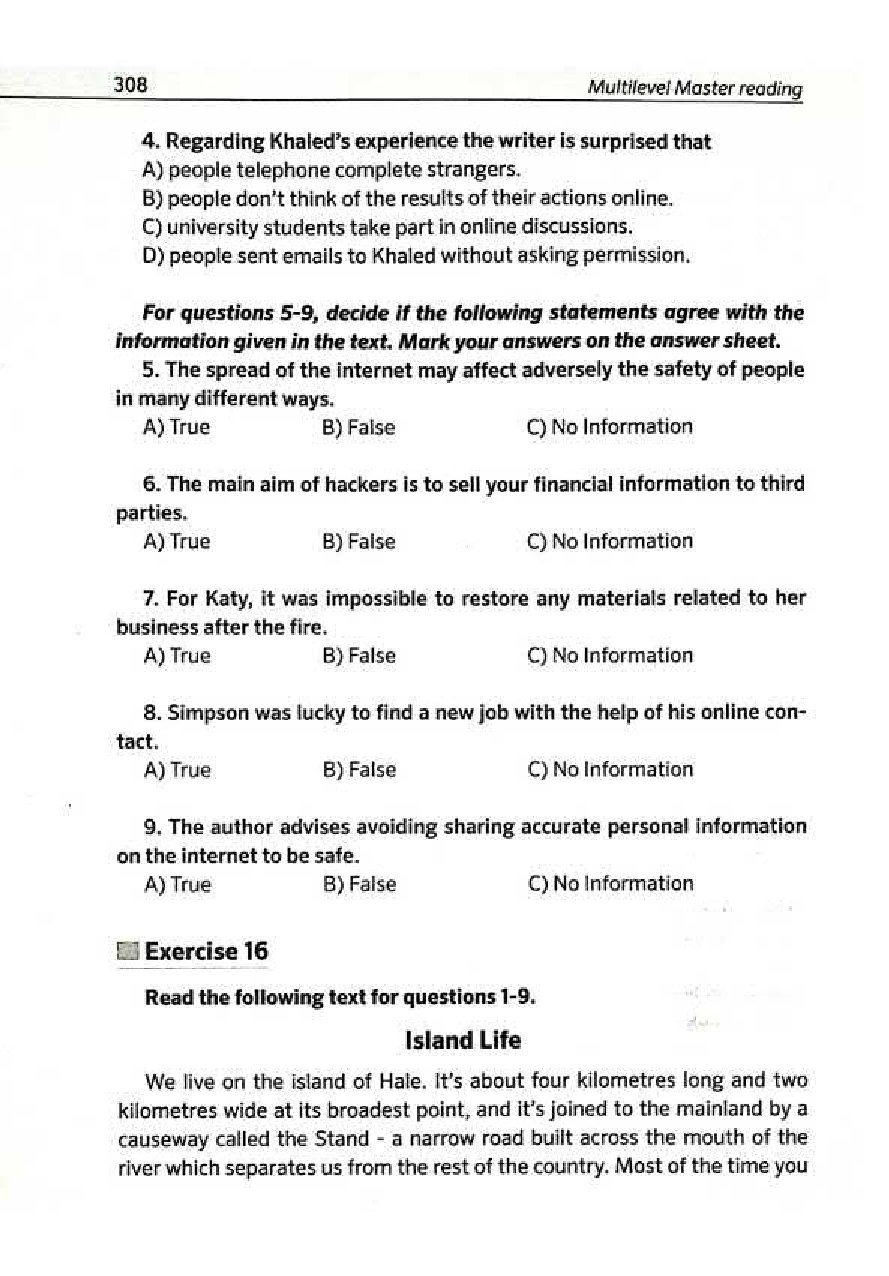 308
Multilevel Master reading
4. Regarding Khaled's experience the writer is surprised that
A) people telephone complete strangers.
B) people don't think of the results of their actions online.
C) university students take part in online discussions.
D) people sent emails to Khaled without asking permission.
For questions 5-9, decide if the following statements agree with the
information given in the text. Mark your answers on the answer sheet.
5. The spread of the internet may affect adversely the safety of people
in many different ways.
A) True B) False C) No Information
6. The main aim of hackers is to sell your financial information to third
parties.
A) True B) False C) No Information
7. For Katy, it was impossible to restore any materials related to her
business after the fire.
A) True B) False C) No Information
8. Simpson was lucky to find a new job with the help of his online con-
tact.
A) True B) False C) No Information
9. The author advises avoiding sharing accurate personal information
on the internet to be safe.
A) True B) False C) No Information
Exercise 16
Read the following text for questions 1-9.
Island Life
We live on the island of Hale. It's about four kilometres long and two
kilometres wide at its broadest point, and it's joined to the mainland by a
causeway called the Stand - a narrow road built across the mouth of the
river which separates us from the rest of the country. Most of the time you